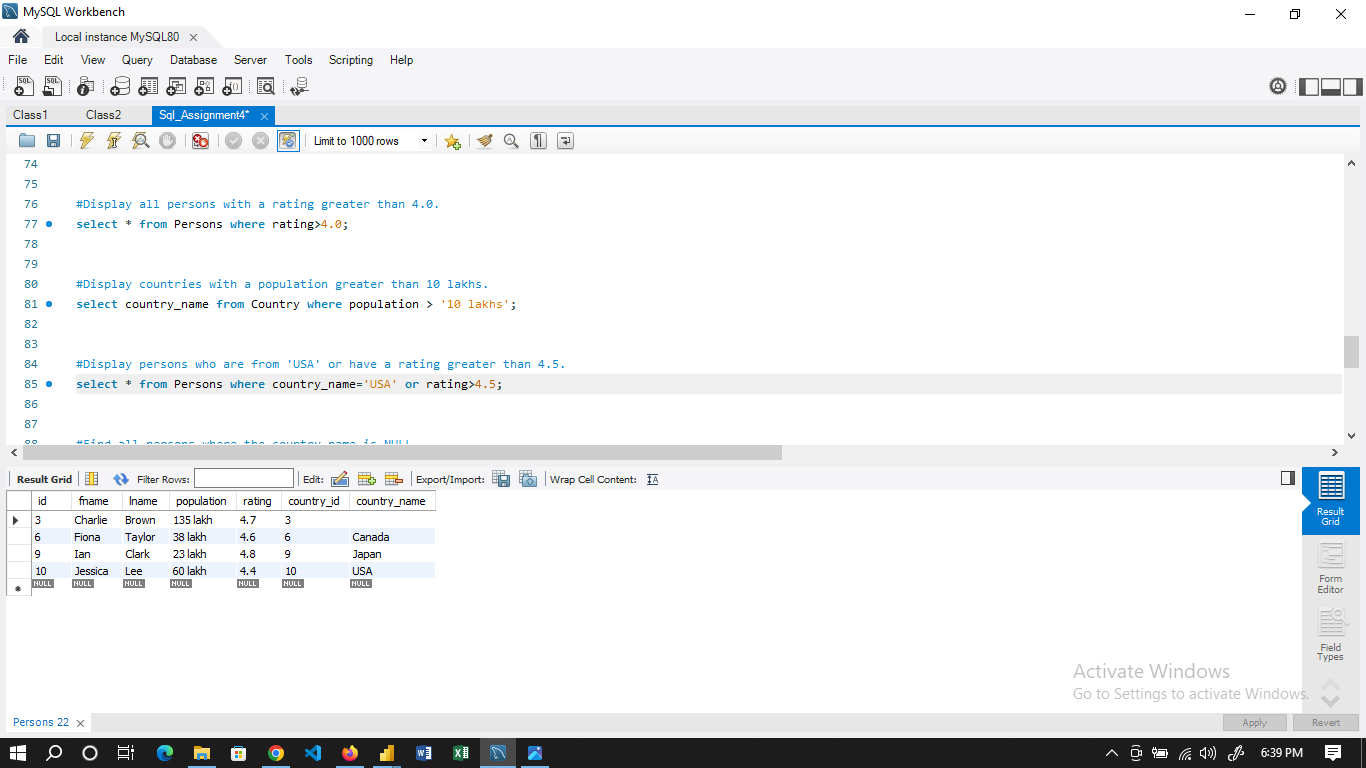 MySQL Workbench
Local instance MySQL80
File Edit View Query Database Server Tools Scripting Help
Class1 Class2 Sql_Assignment4*
Limit to 1000 rows
74
75
76 #Display all persons with a rating greater than 4.0.
77 select * from Persons where rating>4.0;
78
79
80 #Display countries with a population greater than 10 lakhs.
81 select country_name from Country where population > '10 lakhs';
82
83
84 #Display persons who are from 'USA' or have a rating greater than 4.5.
85 select * from Persons where country_name='USA' or rating>4.5;
86
87
88 #Find all persons where the country name is NULL
Result Grid Filter Rows: Edit: Export/Import: Wrap Cell Content:
id fname lname population rating country_id country_name
3 Charlie Brown 135 lakh 4.7 3
6 Fiona Taylor 38 lakh 4.6 6 Canada
9 Ian Clark 23 lakh 4.8 9 Japan
10 Jessica Lee 60 lakh 4.4 10 USA
NULL NULL NULL NULL NULL NULL NULL
Result
Grid
Form
Editor
Field
Types
Activate Windows
Go to Settings to activate Windows.
Persons 22 Apply Revert
6:39 PM